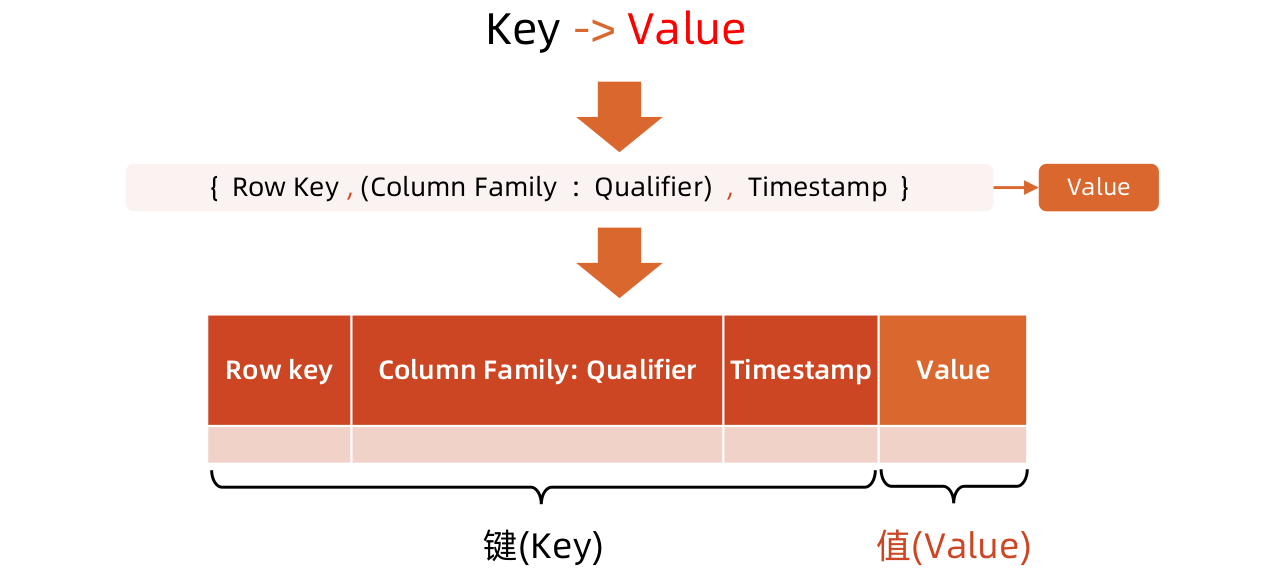 Key -> Value
{ Row Key , (Column Family : Qualifier) , Timestamp }
Value
Row key
Column Family: Qualifier
Timestamp
Value
键(Key)
值(Value)